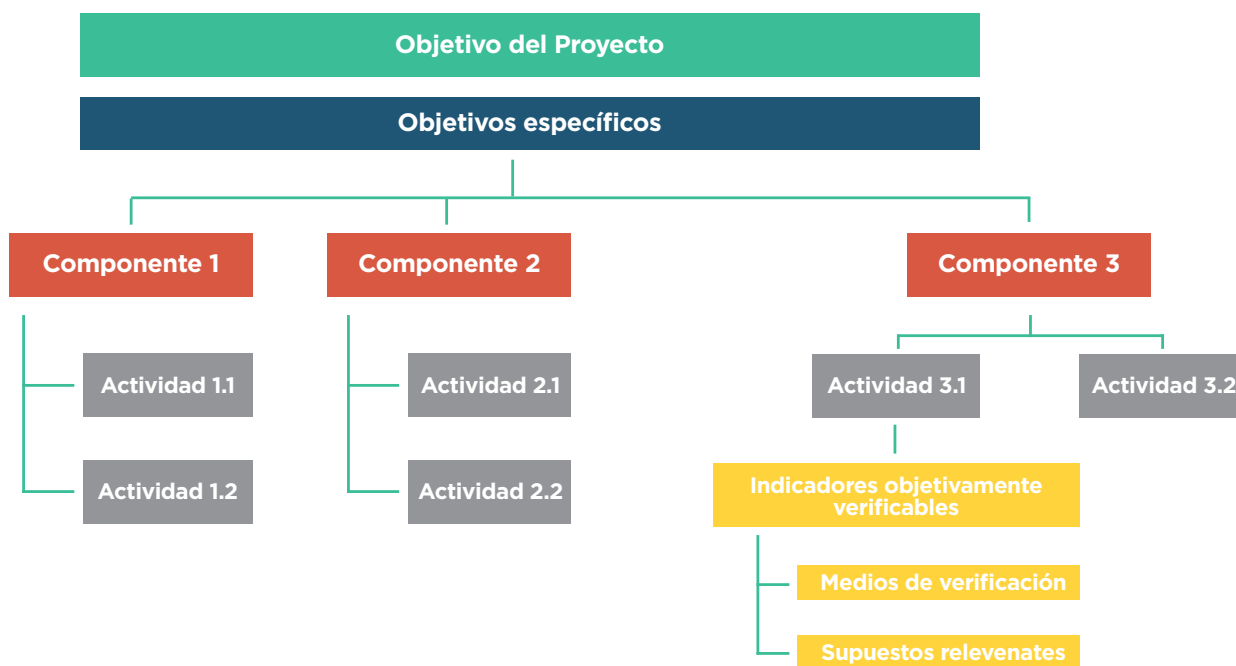 Objetivo del Proyecto
Objetivos específicos
Componente 1
Componente 2
Componente 3
Actividad 1.1
Actividad 2.1
Actividad 3.1
Actividad 3.2
Actividad 1.2
Actividad 2.2
Indicadores objetivamente
verificables
Medios de verificación
Supuestos relevenates